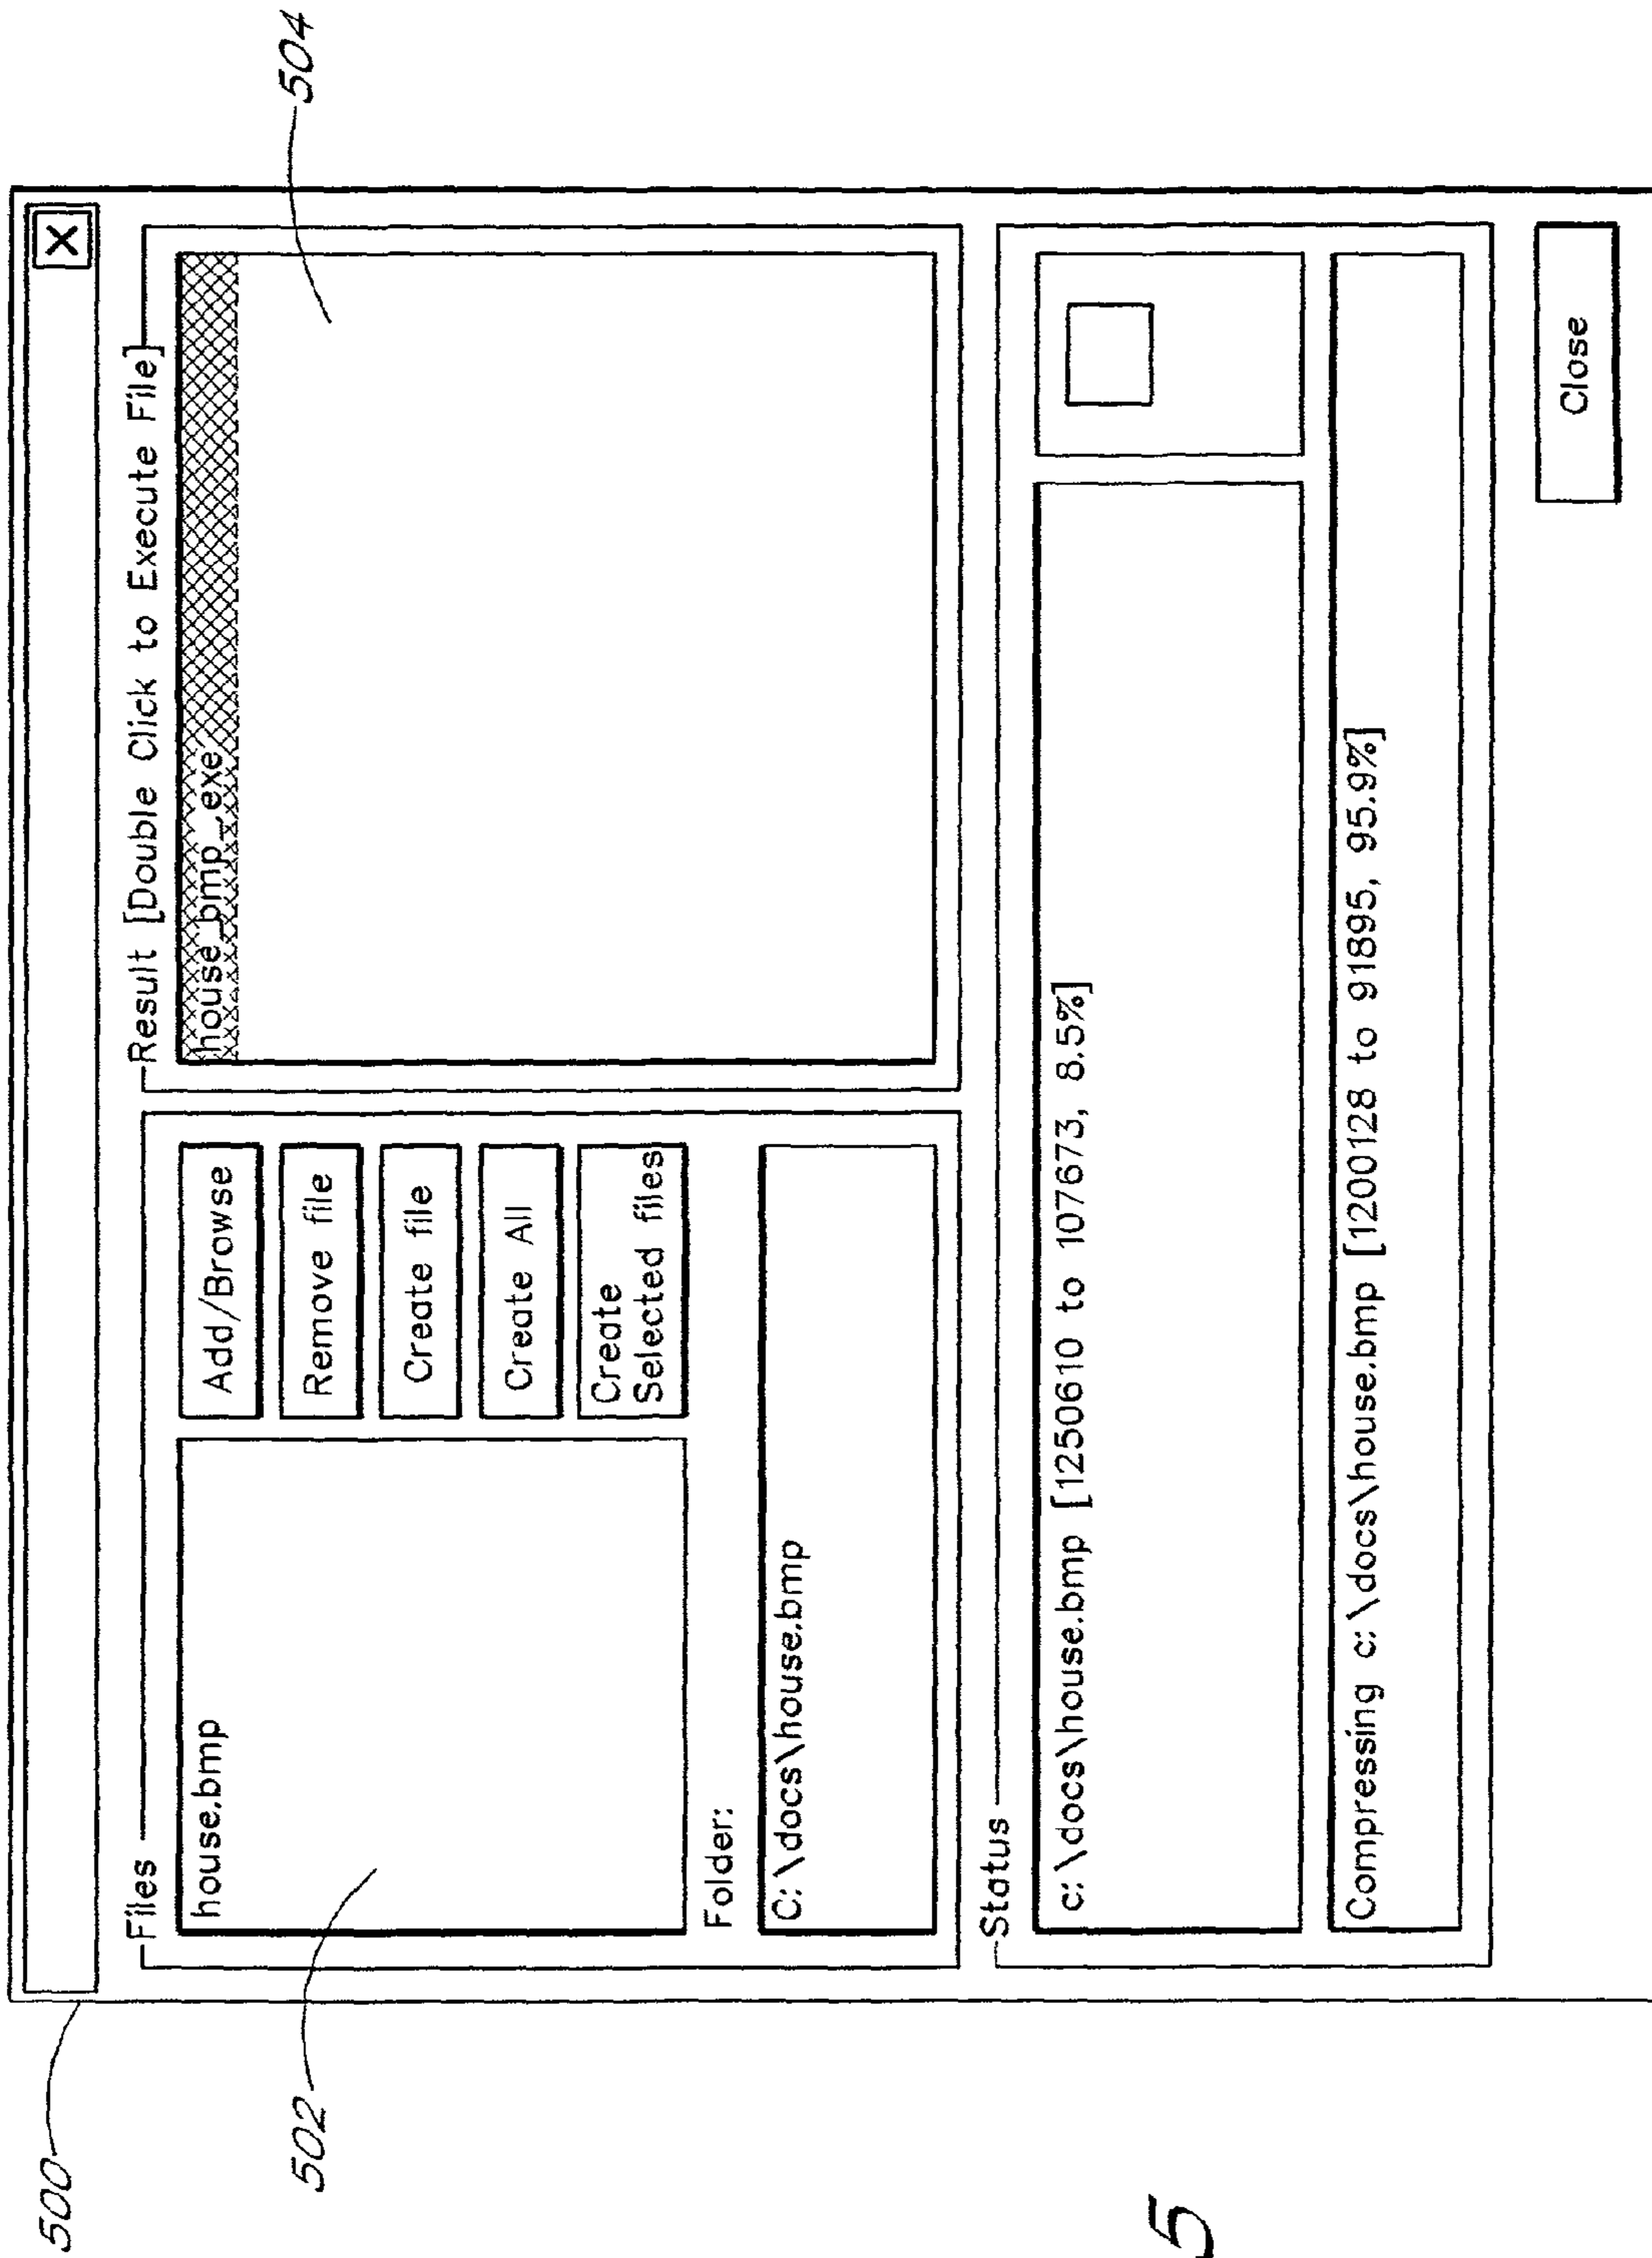 500
X
Files
Result [Double Click to Execute File]
house.bmp
Add/Browse
Remove file
Create file
Create All
Create
Selected files
house_bmp_.exe
504
502
Folder:
C:\docs\house.bmp
Status
c:\docs\house.bmp [1250610 to 107673, 8.5%]
Compressing c:\docs\house.bmp [1200128 to 91895, 95.9%]
Close
5